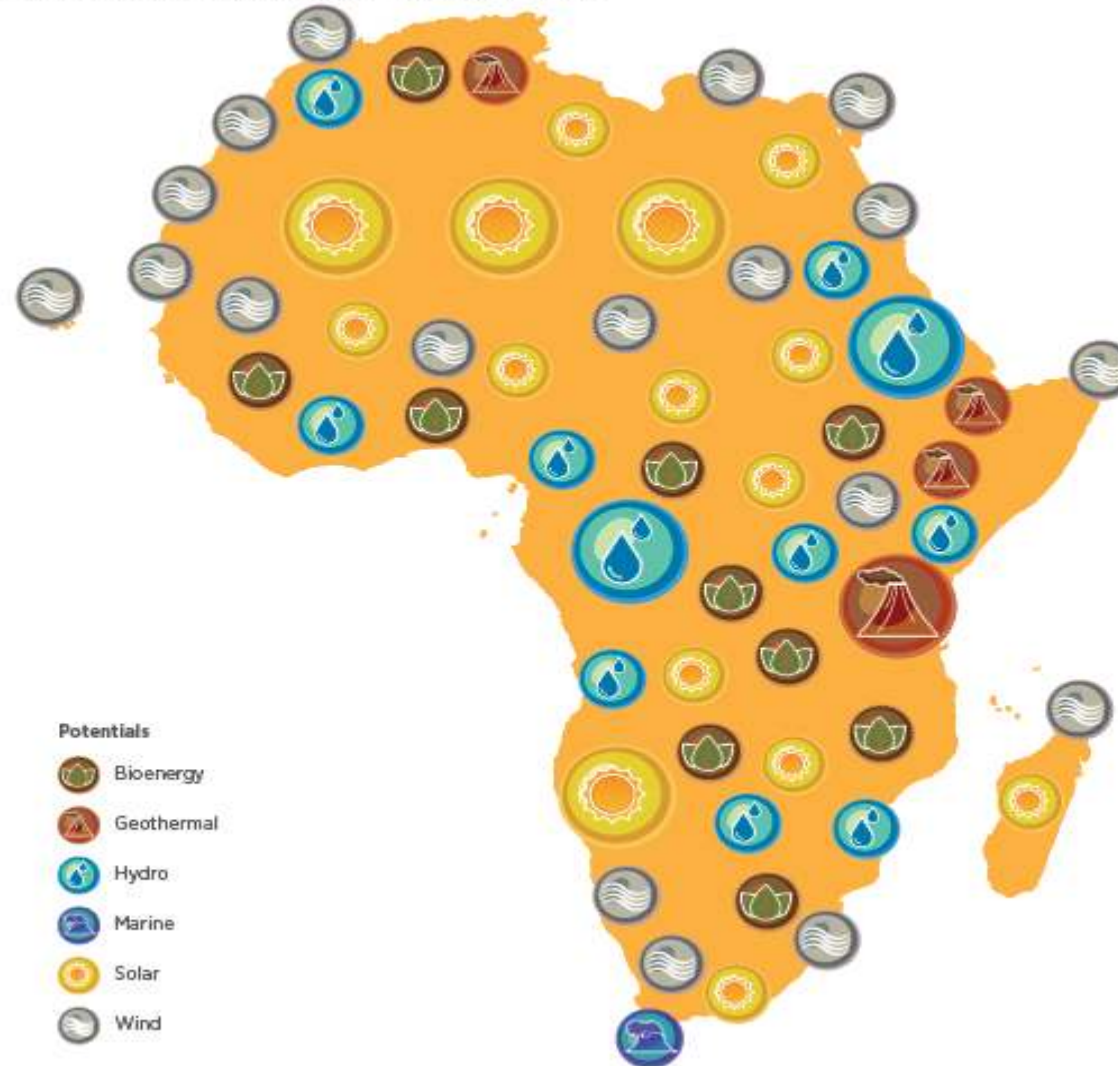 Potentials
Bioenergy
Geothermal
Hydro
Marine
Solar
Wind